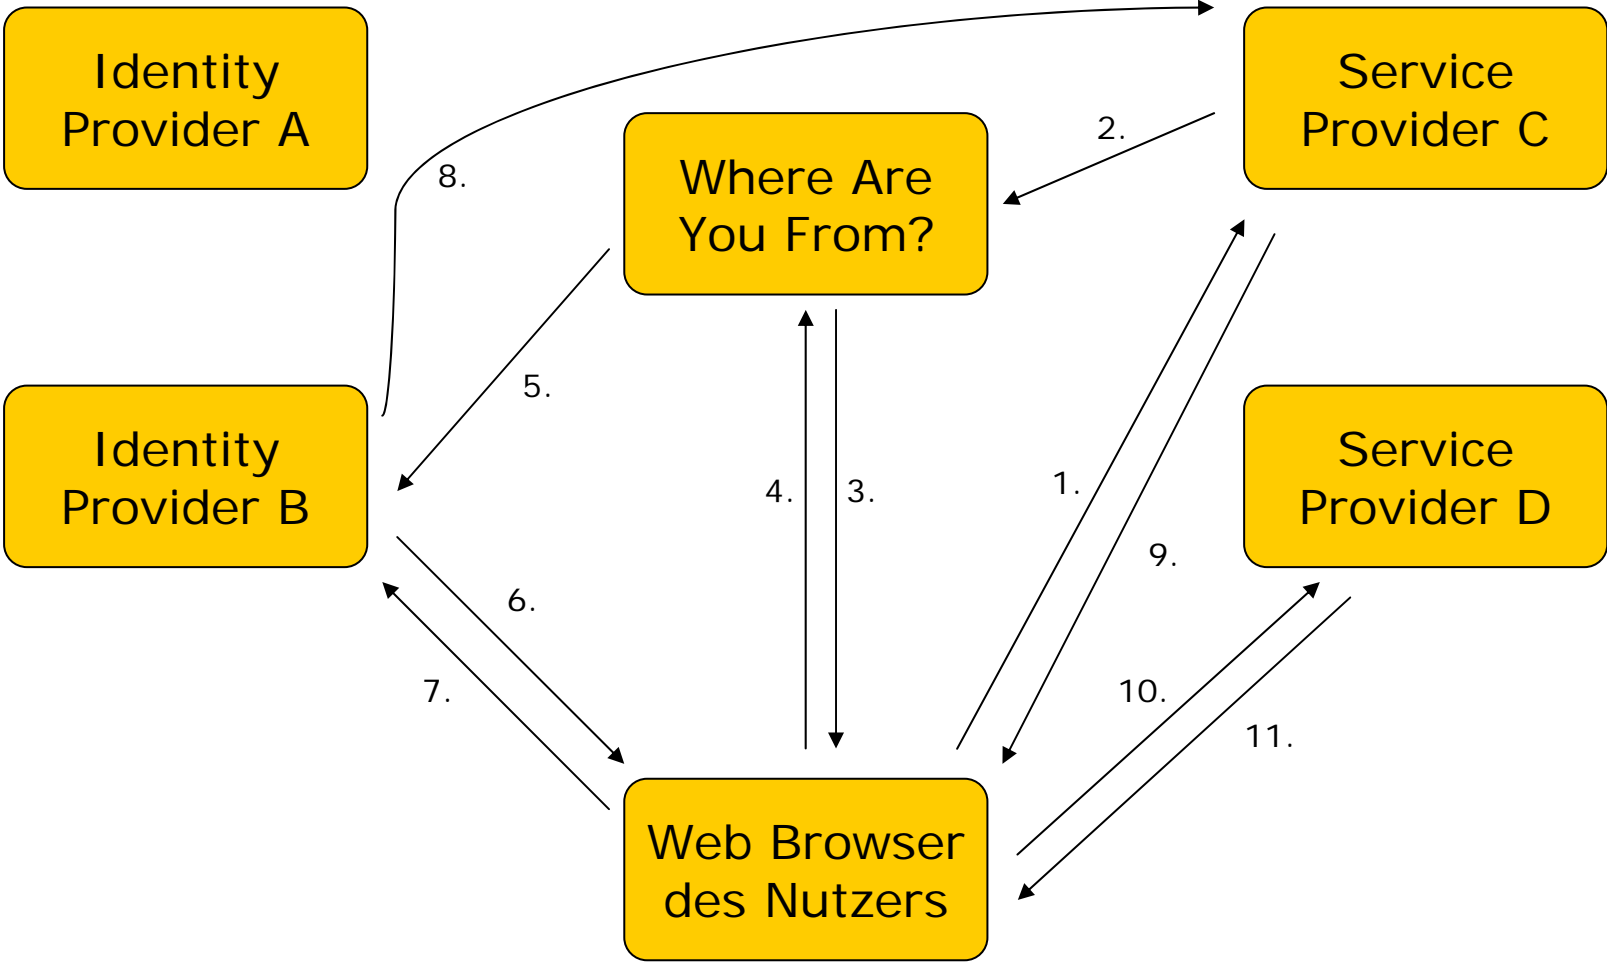 Identity
Provider A
Service
Provider C
2.
Where Are
You From?
8.
5.
Identity
Provider B
4.
3.
1.
Service
Provider D
9.
6.
7.
10.
11.
Web Browser
des Nutzers